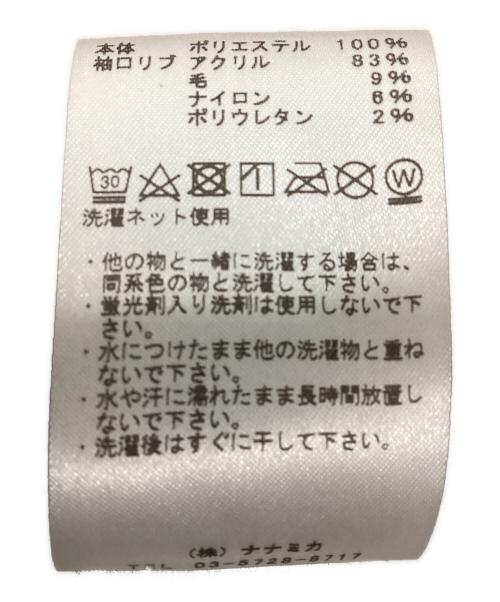 本体 ポリエステル 100%
袖口リブ アクリル 83%
毛 9%
ナイロン 6%
ポリウレタン 2%
30 W
洗濯ネット使用
・他の物と一緒に洗濯する場合は、
同系色の物と洗濯して下さい。
・蛍光剤入り洗剤は使用しないで下
さい。
・水につけたまま他の洗濯物と重ね
ないで下さい。
・水や汗に濡れたまま長時間放置し
ないで下さい。
・洗濯後はすぐに干して下さい。
(株) ナナミカ
TEL 03-5728-8717